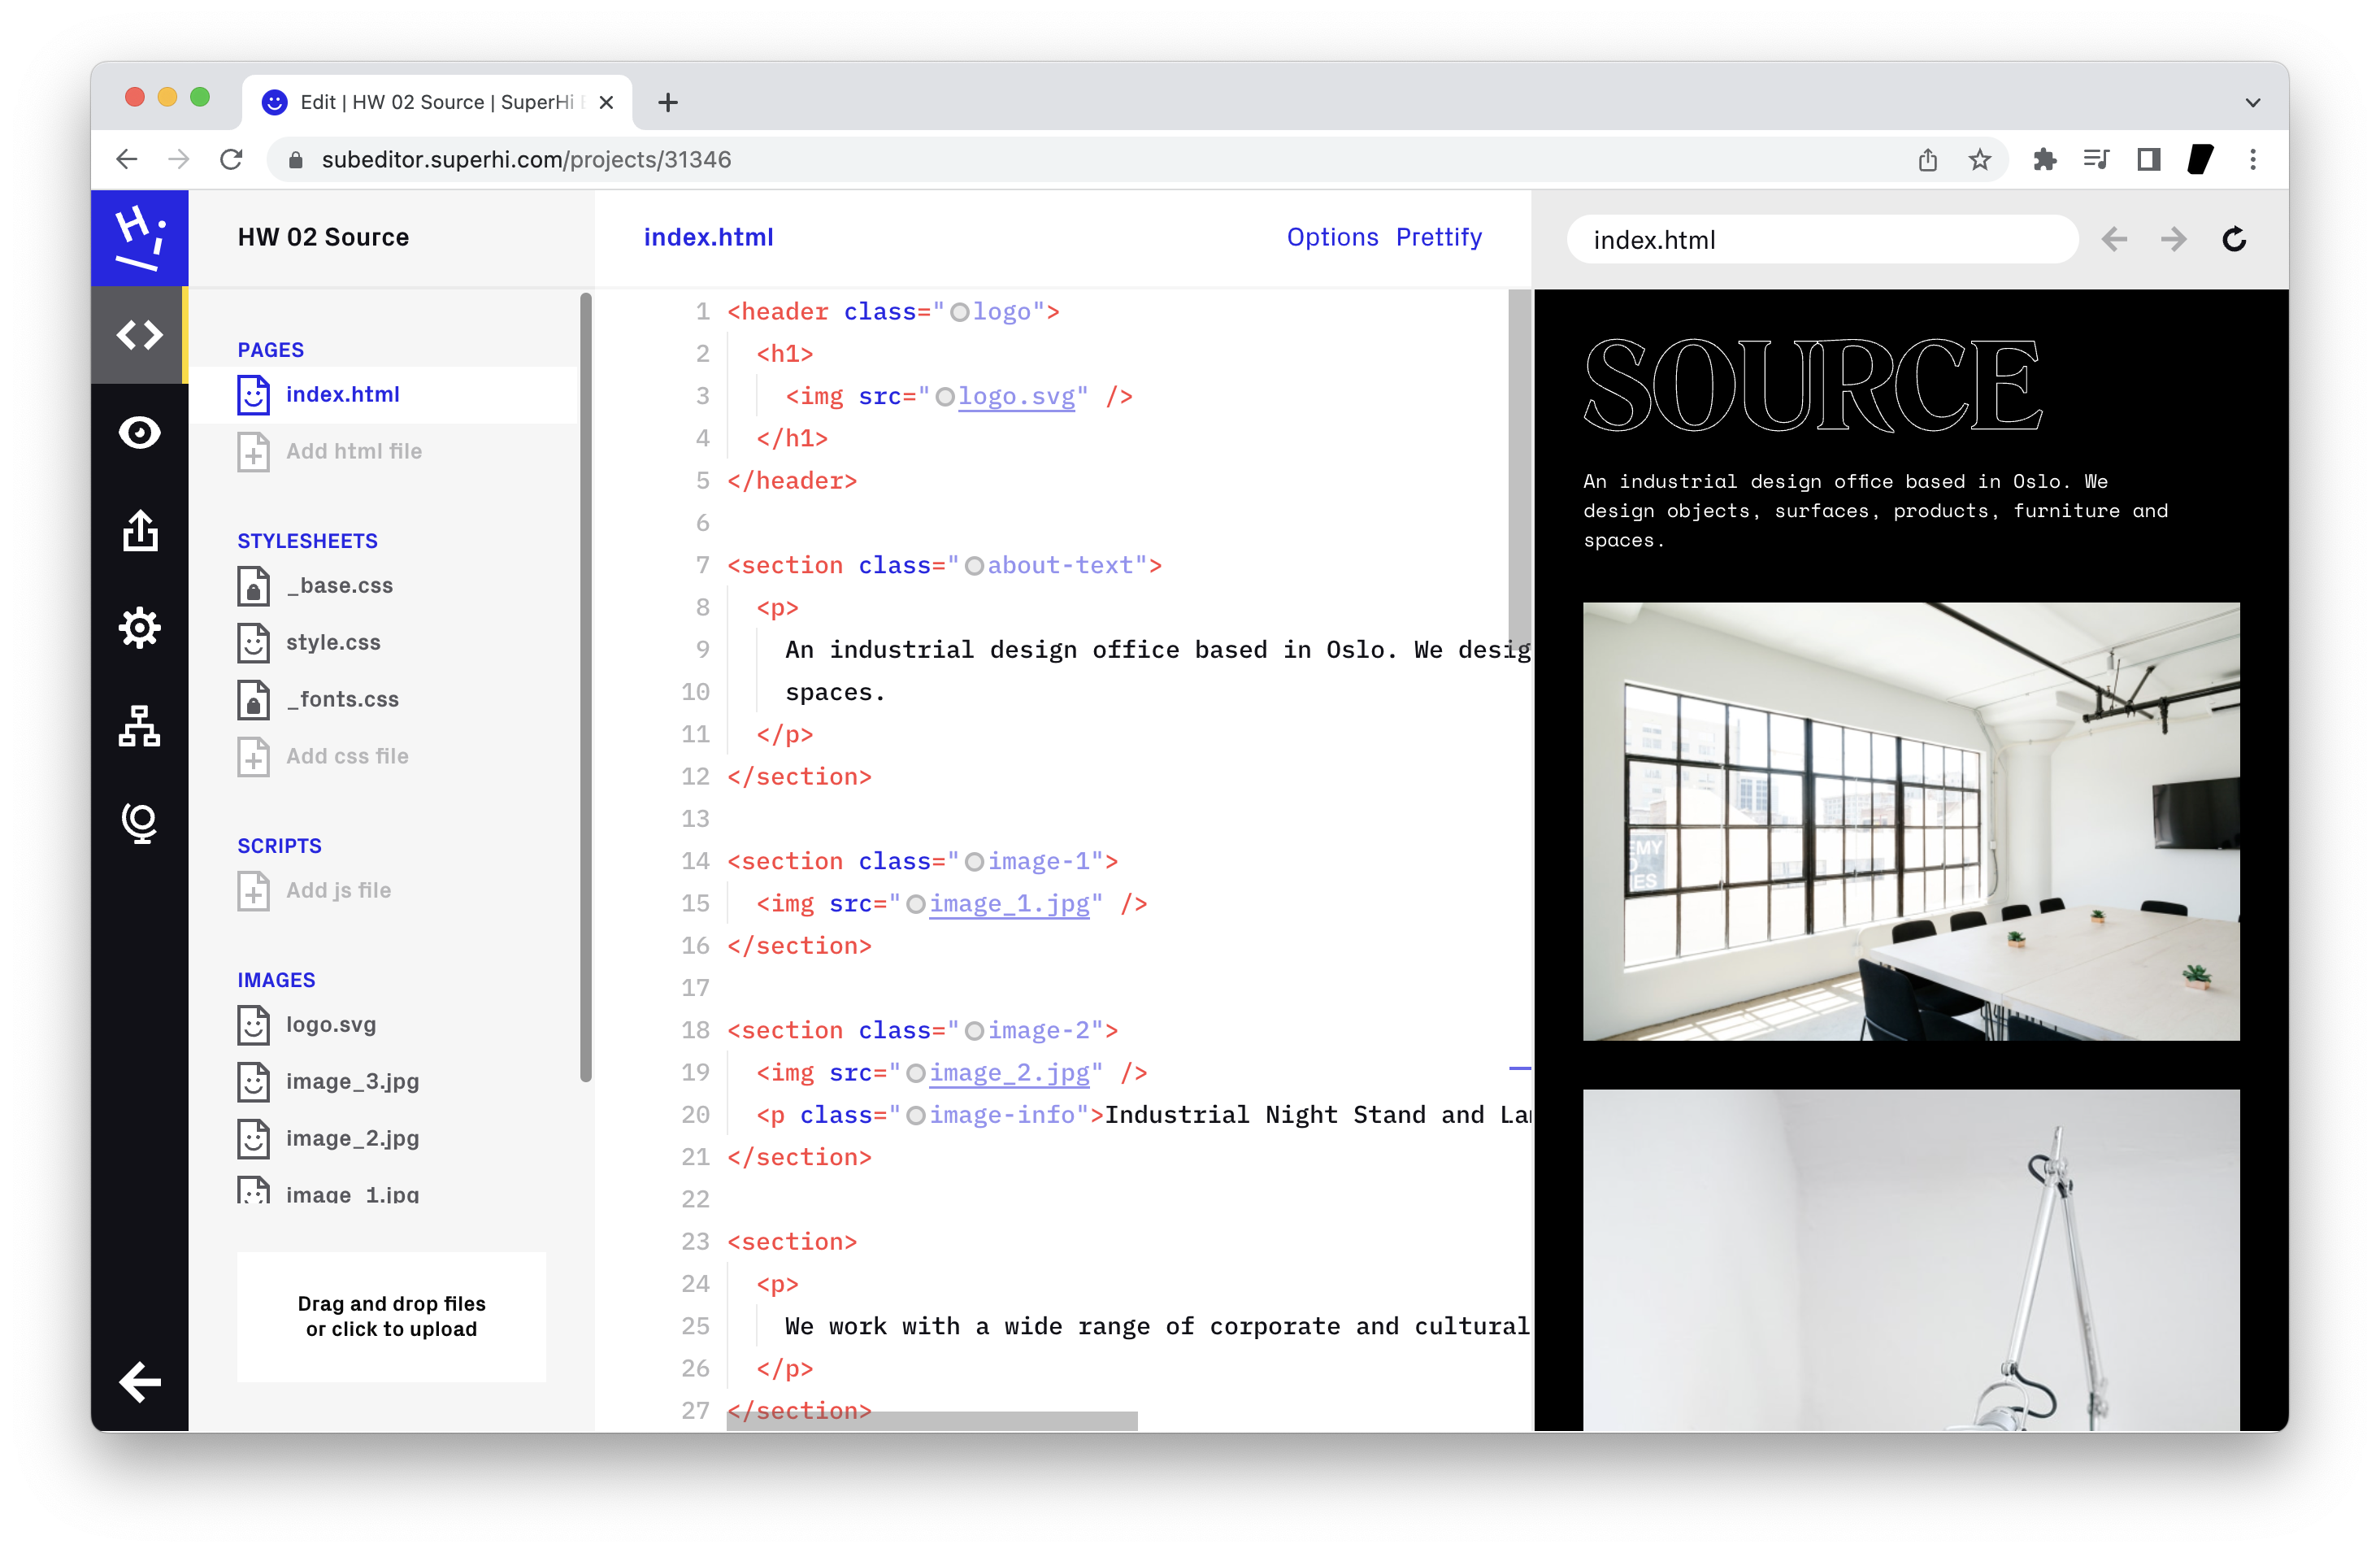 Edit | HW 02 Source | SuperHi
subeditor.superhi.com/projects/31346
Hi
HW 02 Source
PAGES
index.html
Add html file
STYLESHEETS
_base.css
style.css
_fonts.css
Add css file
SCRIPTS
Add js file
IMAGES
logo.svg
image_3.jpg
image_2.jpg
image_1.jpg
Drag and drop files
or click to upload
index.html
Options Prettify
1 <header class="logo">
2 <h1>
3 <img src="logo.svg" />
4 </h1>
5 </header>
6
7 <section class="about-text">
8 <p>
9 An industrial design office based in Oslo. We desig
10 spaces.
11 </p>
12 </section>
13
14 <section class="image-1">
15 <img src="image_1.jpg" />
16 </section>
17
18 <section class="image-2">
19 <img src="image_2.jpg" />
20 <p class="image-info">Industrial Night Stand and La
21 </section>
22
23 <section>
24 <p>
25 We work with a wide range of corporate and cultural
26 </p>
27 </section>
index.html
SOURCE
An industrial design office based in Oslo. We
design objects, surfaces, products, furniture and
spaces.